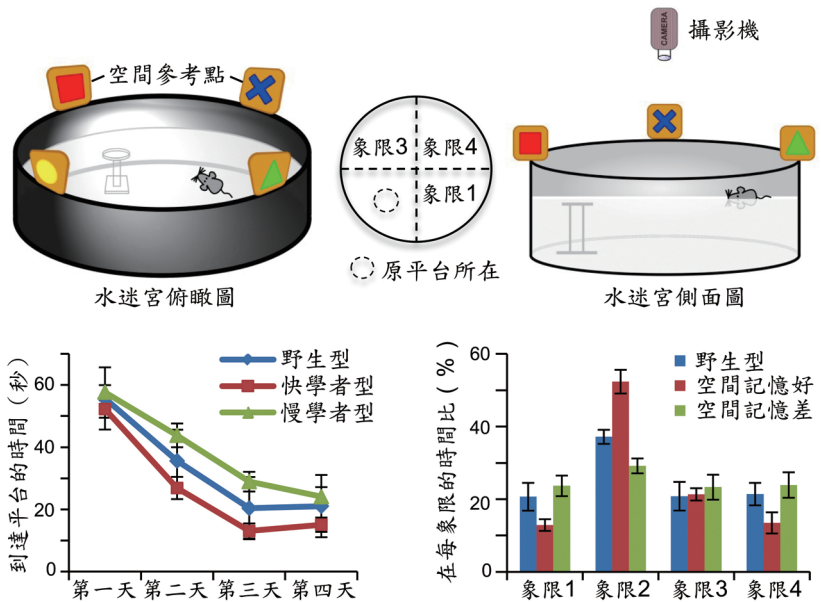 CAMERA
攝影機
空間參考點
象限3
象限4
象限1
原平台所在
水迷宮俯瞰圖
水迷宮側面圖
到達平台的時間（秒）
60
40
20
0
野生型
快學者型
慢學者型
第一天
第二天
第三天
第四天
在每象限的時間比（%）
60
40
20
0
野生型
空間記憶好
空間記憶差
象限1
象限2
象限3
象限4